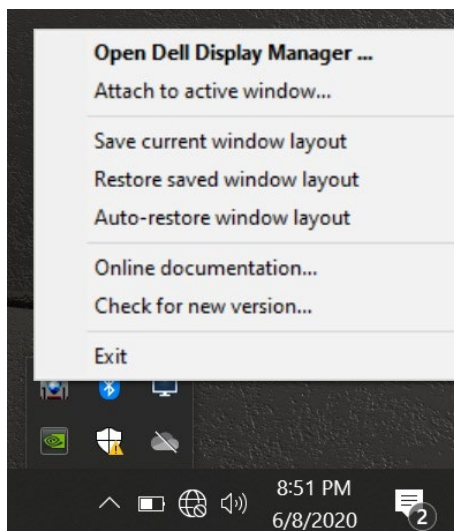 Open Dell Display Manager ...
Attach to active window...
Save current window layout
Restore saved window layout
Auto-restore window layout
Online documentation...
Check for new version...
Exit
8:51 PM
6/8/2020
2